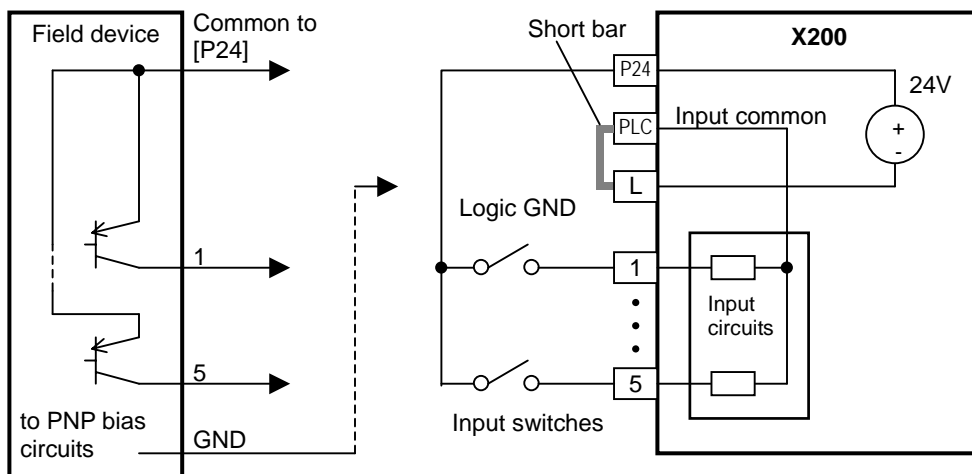 Field device
Common to
[P24]
1
5
to PNP bias
circuits
GND
Short bar
X200
P24
24V
PLC
Input common
+
-
L
Logic GND
1
Input
circuits
5
Input switches